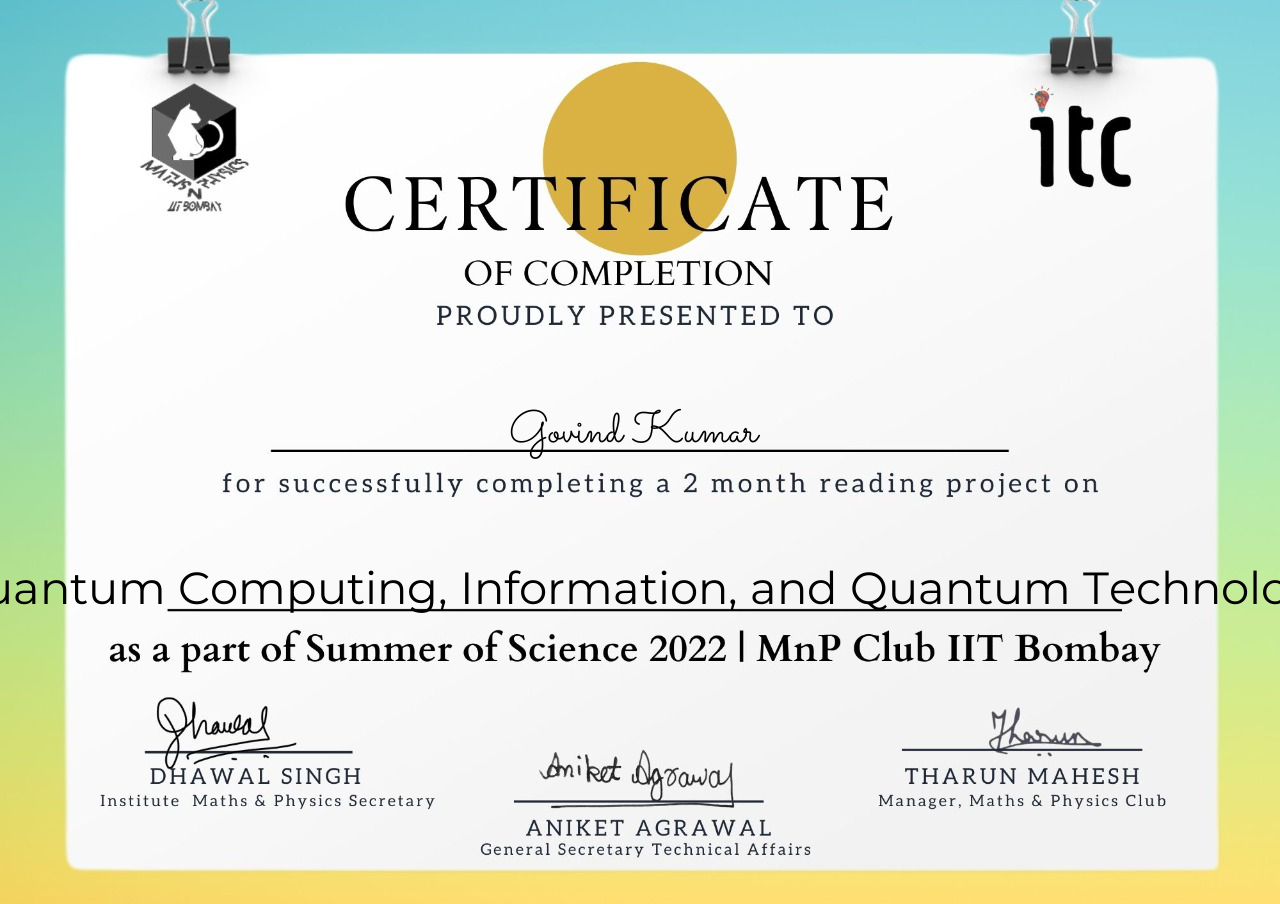 MATHS N PHYSICS
IIT BOMBAY
itc
CERTIFICATE
OF COMPLETION
PROUDLY PRESENTED TO
Govind Kumar
for successfully completing a 2 month reading project on
uantum Computing, Information, and Quantum Technolo
as a part of Summer of Science 2022 | MnP Club IIT Bombay
Dhawal
DHAWAL SINGH
Institute Maths & Physics Secretary
Aniket Agrawal
ANIKET AGRAWAL
General Secretary Technical Affairs
Tharun
THARUN MAHESH
Manager, Maths & Physics Club